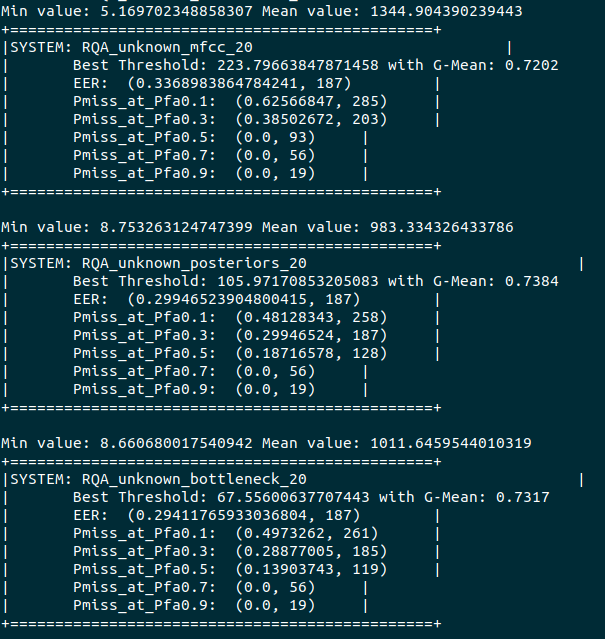 Min value: 5.169702348858307 Mean value: 1344.904390239443
+===============================================+
|SYSTEM: RQA_unknown_mfcc_20 |
| Best Threshold: 223.79663847871458 with G-Mean: 0.7202
| EER: (0.3368983864784241, 187) |
| Pmiss_at_Pfa0.1: (0.62566847, 285) |
| Pmiss_at_Pfa0.3: (0.38502672, 203) |
| Pmiss_at_Pfa0.5: (0.0, 93) |
| Pmiss_at_Pfa0.7: (0.0, 56) |
| Pmiss_at_Pfa0.9: (0.0, 19) |
+===============================================+
Min value: 8.753263124747399 Mean value: 983.334326433786
+===============================================+
|SYSTEM: RQA_unknown_posteriors_20 |
| Best Threshold: 105.97170853205083 with G-Mean: 0.7384
| EER: (0.29946523904800415, 187) |
| Pmiss_at_Pfa0.1: (0.48128343, 258) |
| Pmiss_at_Pfa0.3: (0.29946524, 187) |
| Pmiss_at_Pfa0.5: (0.18716578, 128) |
| Pmiss_at_Pfa0.7: (0.0, 56) |
| Pmiss_at_Pfa0.9: (0.0, 19) |
+===============================================+
Min value: 8.660680017540942 Mean value: 1011.6459544010319
+===============================================+
|SYSTEM: RQA_unknown_bottleneck_20 |
| Best Threshold: 67.55600637707443 with G-Mean: 0.7317
| EER: (0.29411765933036804, 187) |
| Pmiss_at_Pfa0.1: (0.4973262, 261) |
| Pmiss_at_Pfa0.3: (0.28877005, 185) |
| Pmiss_at_Pfa0.5: (0.13903743, 119) |
| Pmiss_at_Pfa0.7: (0.0, 56) |
| Pmiss_at_Pfa0.9: (0.0, 19) |
+===============================================+